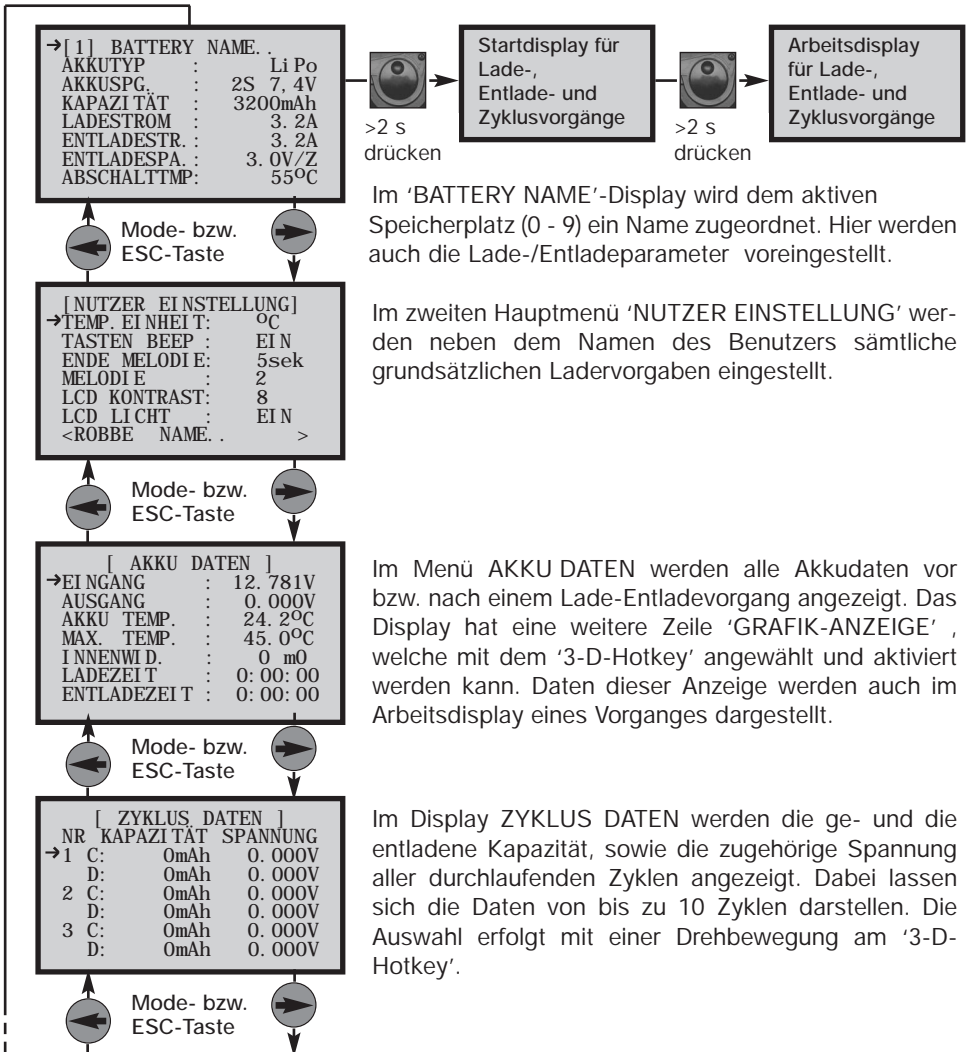 →[1] BATTERY NAME..
AKKUTYP : LiPo
AKKUSPG. : 2S 7,4V
KAPAZITÄT : 3200mAh
LADESTROM : 3.2A
ENTLADESTR. : 3.2A
ENTLADESPA. : 3.0V/Z
ABSCHALTTMP: 55°C
>2 s
drücken
Startdisplay für
Lade-,
Entlade- und
Zyklusvorgänge
>2 s
drücken
Arbeitsdisplay
für Lade-,
Entlade- und
Zyklusvorgänge
Im 'BATTERY NAME'-Display wird dem aktiven
Speicherplatz (0 - 9) ein Name zugeordnet. Hier werden
auch die Lade-/Entladeparameter voreingestellt.
Mode- bzw.
ESC-Taste
[NUTZER EINSTELLUNG]
→TEMP.EINHEIT: °C
TASTEN BEEP : EIN
ENDE MELODIE: 5sek
MELODIE : 2
LCD KONTRAST: 8
LCD LICHT : EIN
<ROBBE NAME.. >
Im zweiten Hauptmenü 'NUTZER EINSTELLUNG' wer-
den neben dem Namen des Benutzers sämtliche
grundsätzlichen Ladervorgaben eingestellt.
Mode- bzw.
ESC-Taste
[ AKKU DATEN ]
→EINGANG : 12.781V
AUSGANG : 0.000V
AKKU TEMP. : 24.2°C
MAX. TEMP. : 45.0°C
INNENWID. : 0 mO
LADEZEIT : 0:00:00
ENTLADEZEIT : 0:00:00
Im Menü AKKU DATEN werden alle Akkudaten vor
bzw. nach einem Lade-Entladevorgang angezeigt. Das
Display hat eine weitere Zeile 'GRAFIK-ANZEIGE' ,
welche mit dem '3-D-Hotkey' angewählt und aktiviert
werden kann. Daten dieser Anzeige werden auch im
Arbeitsdisplay eines Vorganges dargestellt.
Mode- bzw.
ESC-Taste
[ ZYKLUS DATEN ]
NR KAPAZITÄT SPANNUNG
→1 C: 0mAh 0.000V
D: 0mAh 0.000V
2 C: 0mAh 0.000V
D: 0mAh 0.000V
3 C: 0mAh 0.000V
D: 0mAh 0.000V
Im Display ZYKLUS DATEN werden die ge- und die
entladene Kapazität, sowie die zugehörige Spannung
aller durchlaufenden Zyklen angezeigt. Dabei lassen
sich die Daten von bis zu 10 Zyklen darstellen. Die
Auswahl erfolgt mit einer Drehbewegung am '3-D-
Hotkey'.
Mode- bzw.
ESC-Taste